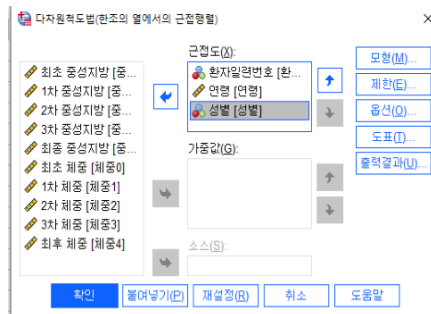 다차원척도법(한조의 열에서의 근접행렬)
근접도(X):
최초 중성지방 [중...
1차 중성지방 [중...
2차 중성지방 [중...
3차 중성지방 [중...
최종 중성지방 [중...
최초 체중 [체중0]
1차 체중 [체중1]
2차 체중 [체중2]
3차 체중 [체중3]
최후 체중 [체중4]
환자일련번호 [환...
연령 [연령]
성별 [성별]
가중값(G):
소스(S):
모형(M)...
제한(E)...
옵션(O)...
도표(T)...
출력결과(U)...
확인
붙여넣기(P)
재설정(R)
취소
도움말